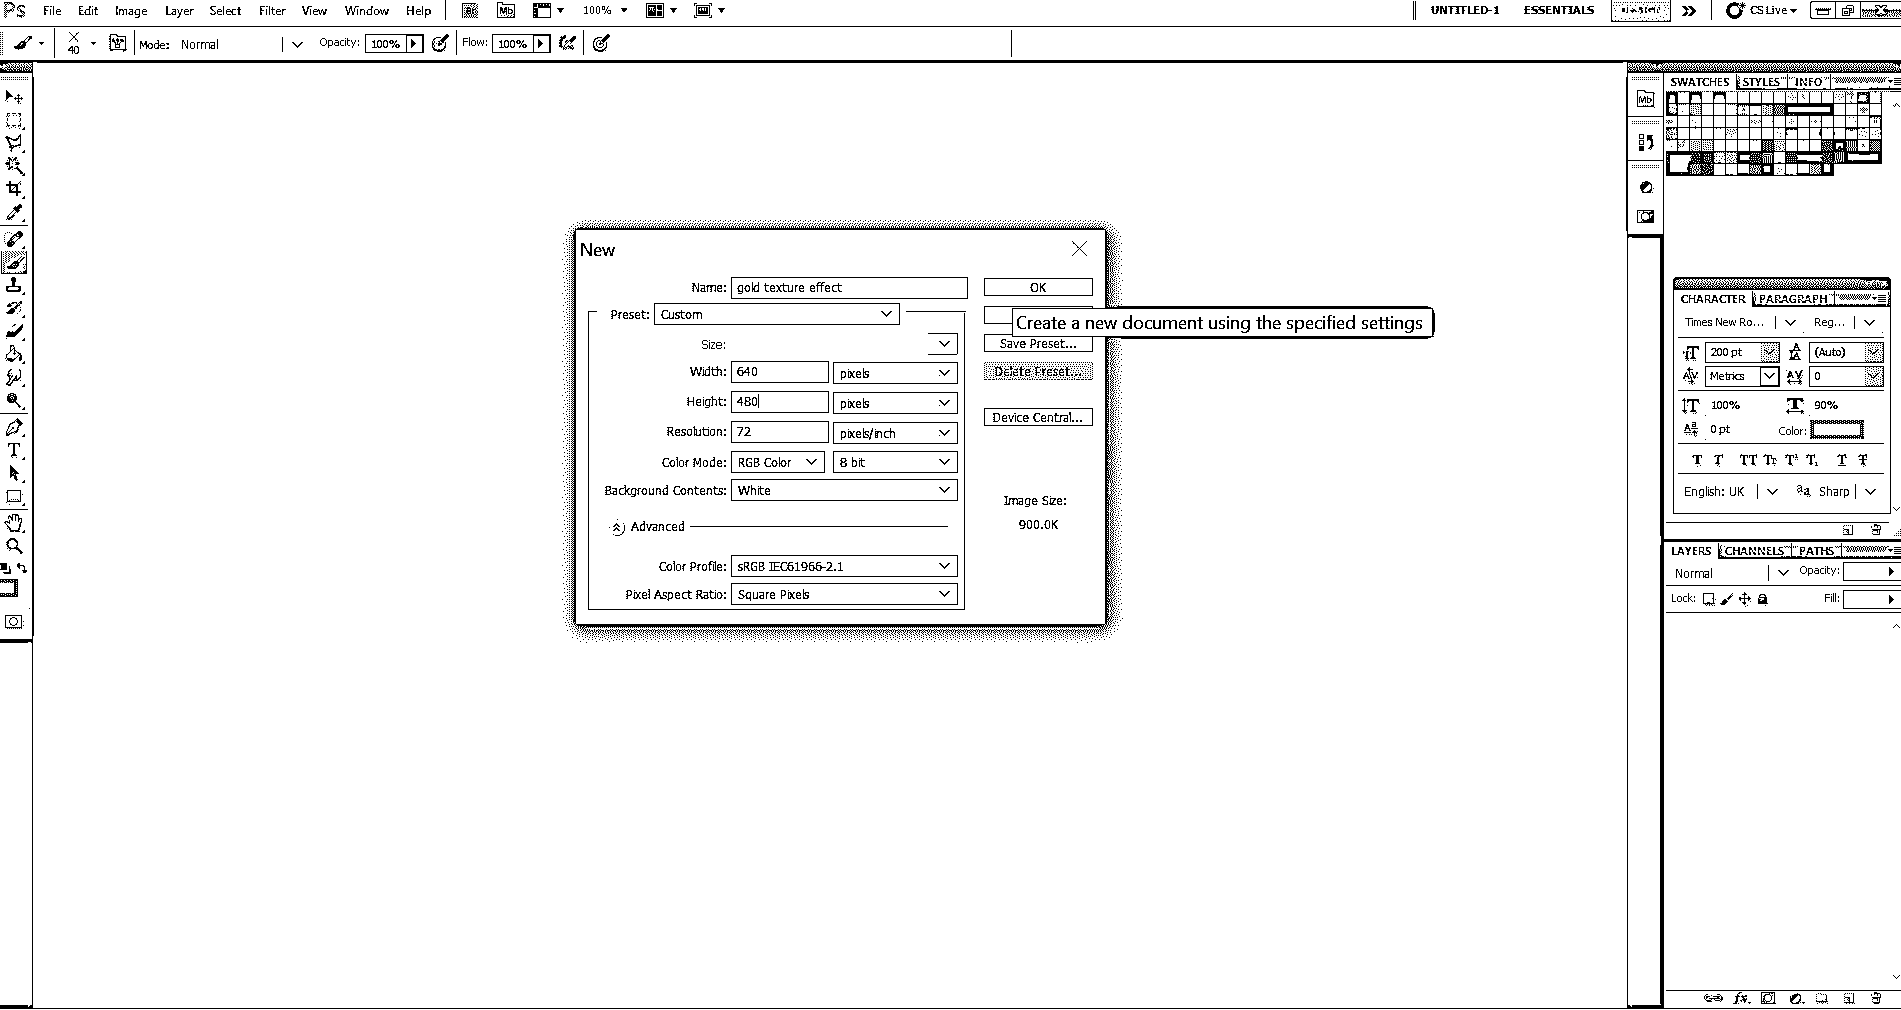 Ps File Edit Image Layer Select Filter View Window Help Br Mb 100% UNTITLED-1 ESSENTIALS CS Live
40 Mode: Normal Opacity: 100% Flow: 100%
SWATCHES STYLES INFO
Mb
New
Name: gold texture effect OK
Preset: Custom
Create a new document using the specified settings
Size: Save Preset...
Width: 640 pixels Delete Preset...
Height: 480 pixels
Resolution: 72 pixels/inch Device Central...
Color Mode: RGB Color 8 bit
Background Contents: White
Image Size:
900.0K
Advanced
Color Profile: sRGB IEC61966-2.1
Pixel Aspect Ratio: Square Pixels
CHARACTER PARAGRAPH
Times New Ro... Reg...
200 pt (Auto)
Metrics 0
100% 90%
0 pt Color:
T T TT Tt T¹ T₁ T T
English: UK aa Sharp
LAYERS CHANNELS PATHS
Normal Opacity:
Lock: Fill:
fx